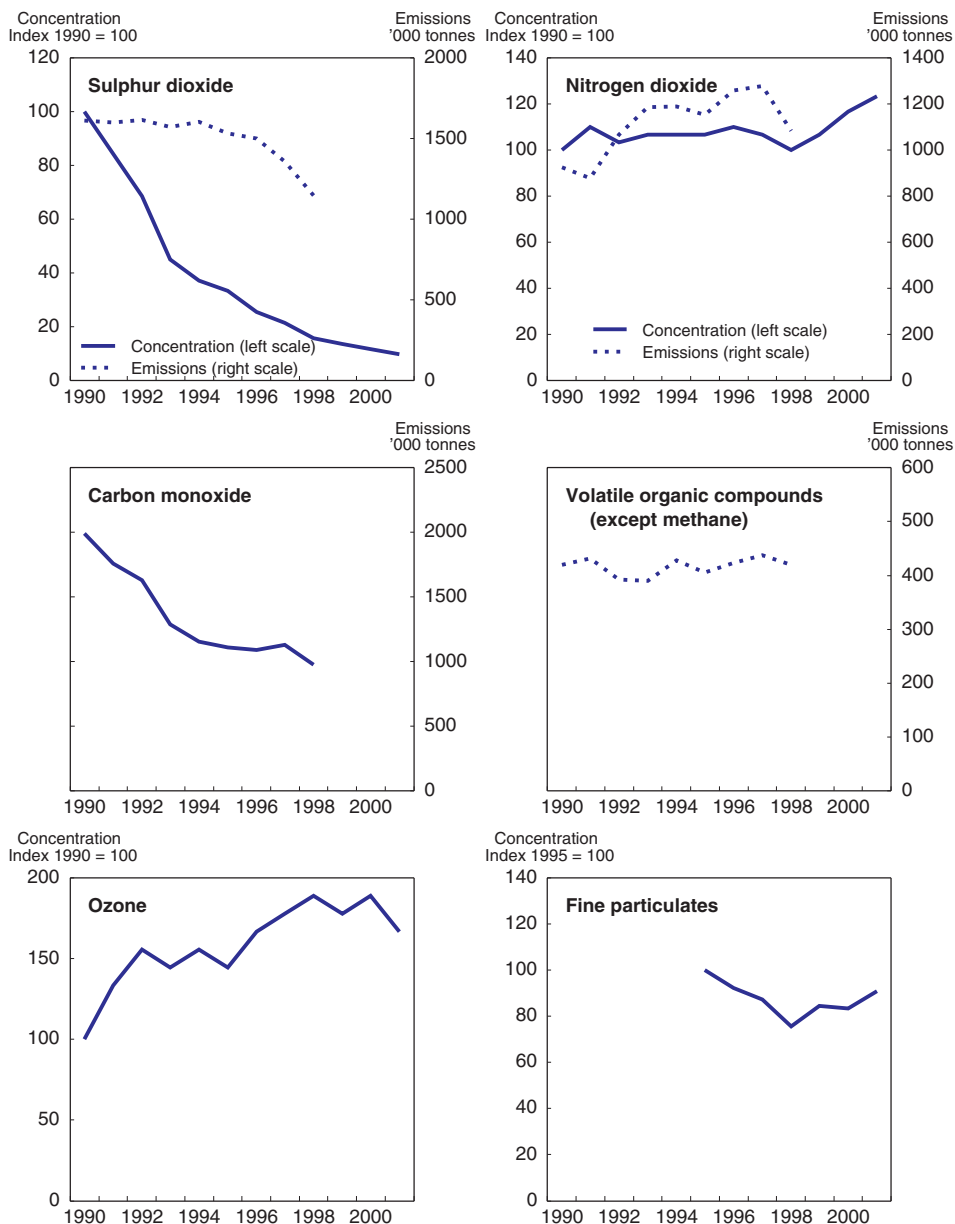 Concentration
Index 1990 = 100
Emissions
'000 tonnes
Sulphur dioxide
120
100
80
60
40
20
0
2000
1500
1000
500
0
Concentration (left scale)
Emissions (right scale)
1990 1992 1994 1996 1998 2000
Concentration
Index 1990 = 100
Emissions
'000 tonnes
Nitrogen dioxide
140
120
100
80
60
40
20
0
1400
1200
1000
800
600
400
200
0
Concentration (left scale)
Emissions (right scale)
1990 1992 1994 1996 1998 2000
Emissions
'000 tonnes
Carbon monoxide
2500
2000
1500
1000
500
0
1990 1992 1994 1996 1998 2000
Emissions
'000 tonnes
Volatile organic compounds
(except methane)
600
500
400
300
200
100
0
1990 1992 1994 1996 1998 2000
Concentration
Index 1990 = 100
Ozone
200
150
100
50
0
1990 1992 1994 1996 1998 2000
Concentration
Index 1995 = 100
Fine particulates
140
120
100
80
60
40
20
0
1990 1992 1994 1996 1998 2000